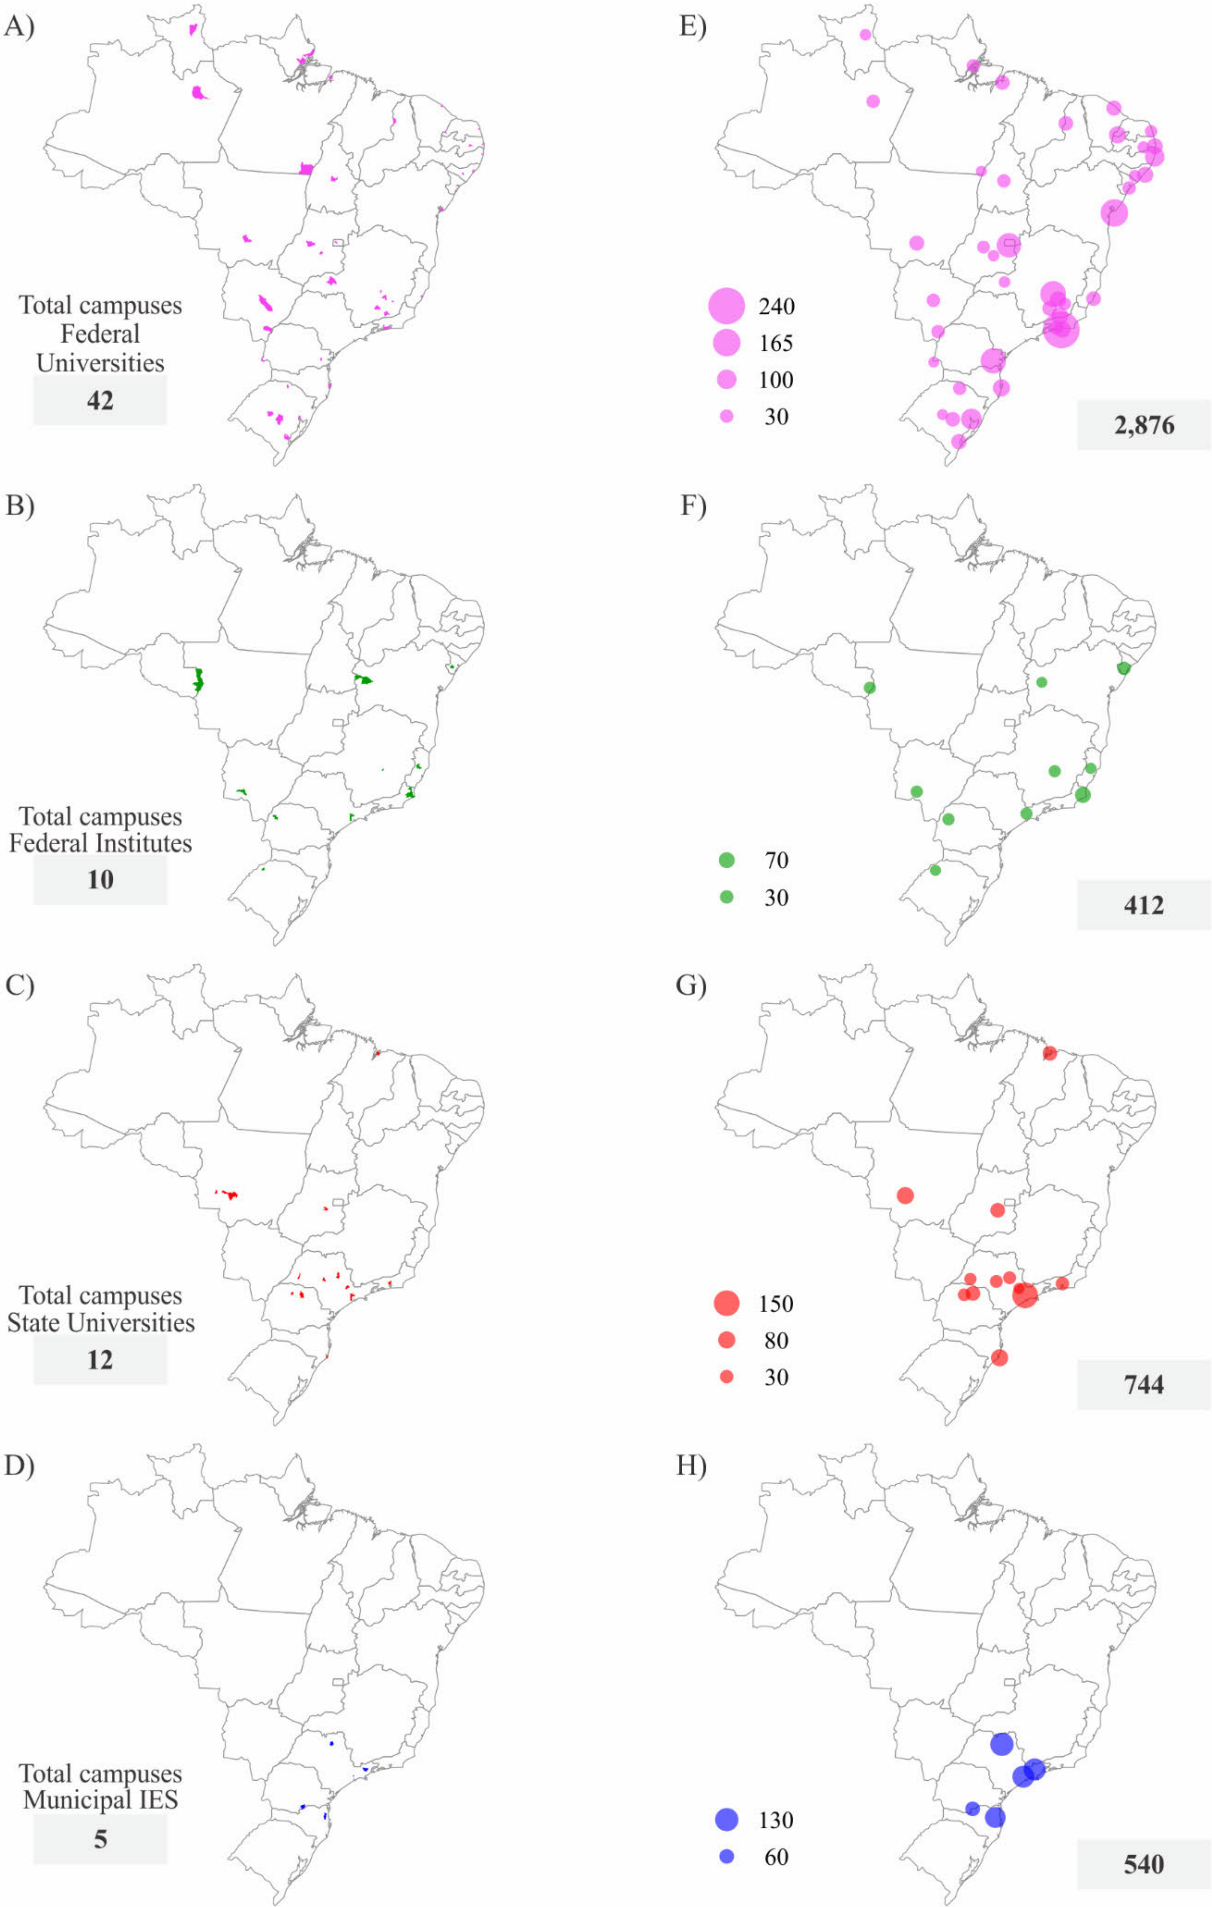 A)
E)
Total campuses
Federal
Universities
42
240
165
100
30
2,876
B)
F)
Total campuses
Federal Institutes
10
70
30
412
C)
G)
Total campuses
State Universities
12
150
80
30
744
D)
H)
Total campuses
Municipal IES
5
130
60
540